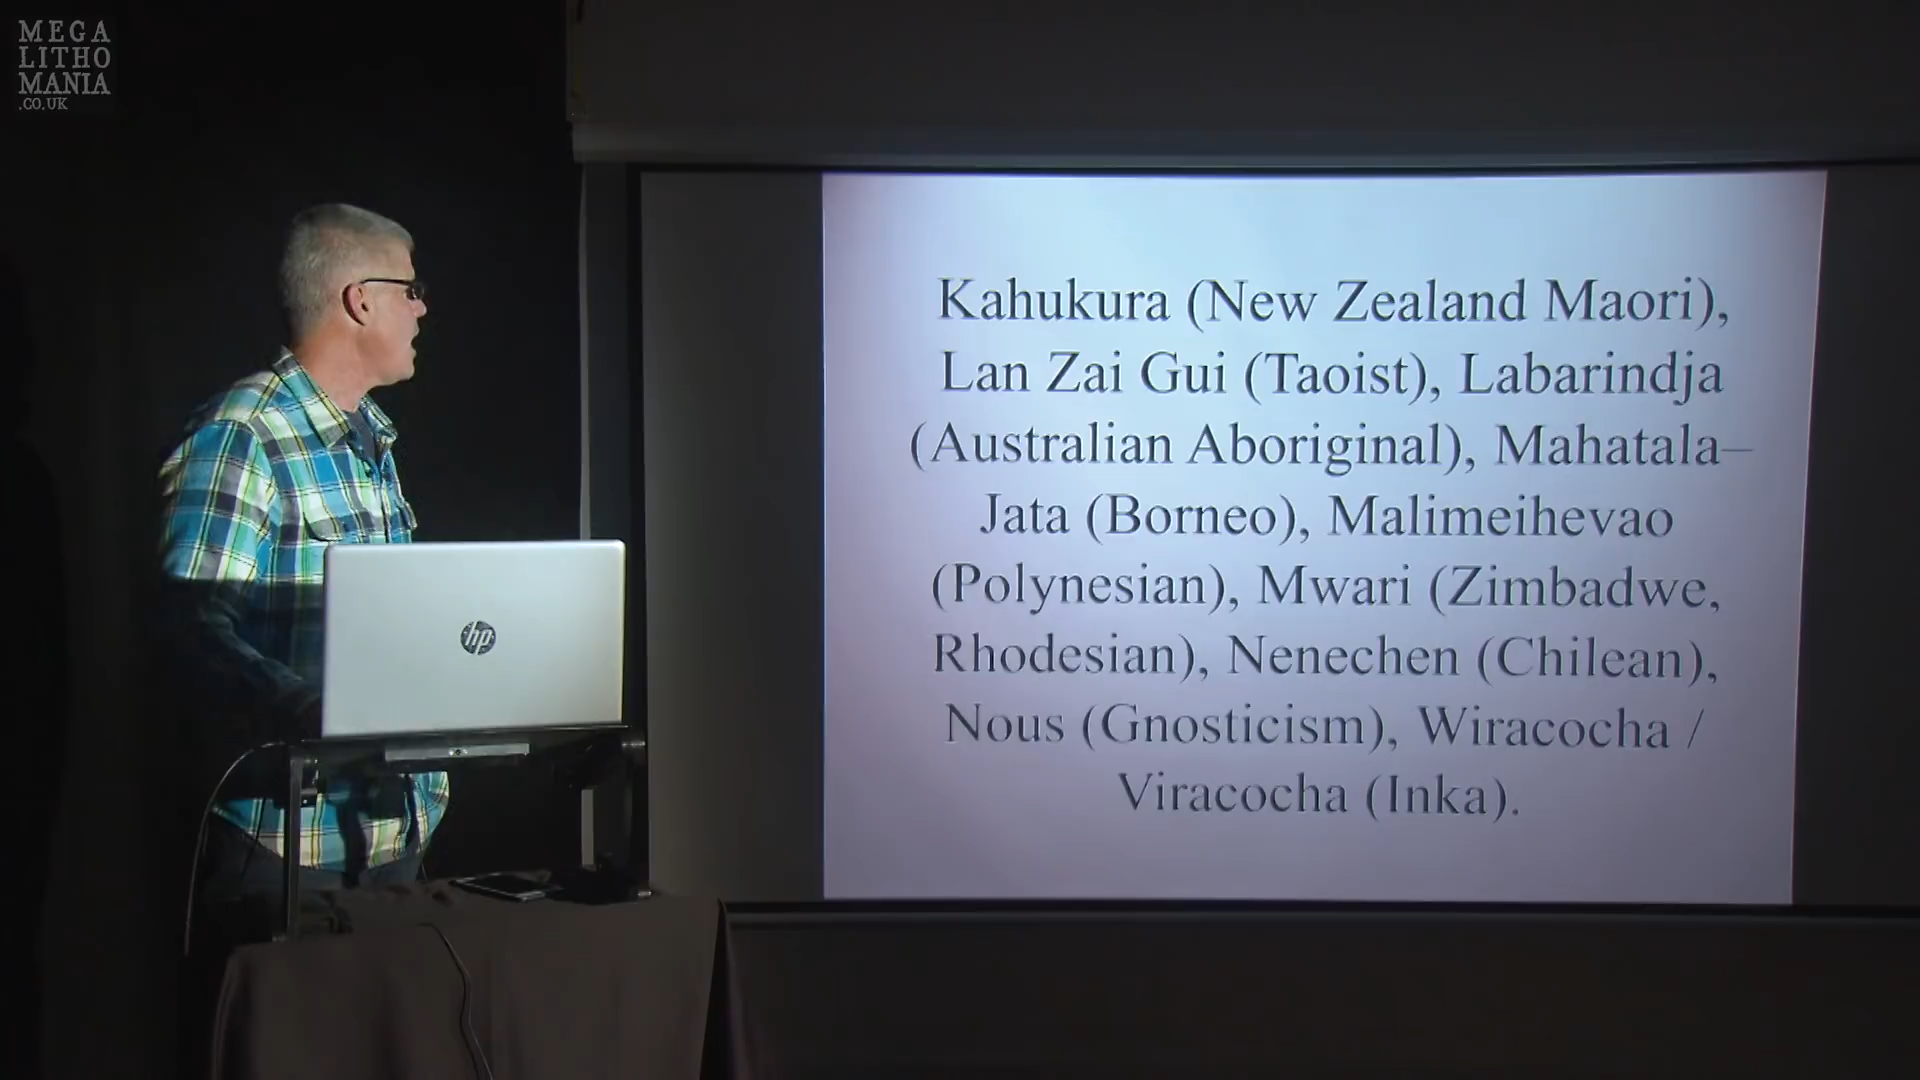 MEGA
LITHO
MANIA
.CO.UK
Kahukura (New Zealand Maori),
Lan Zai Gui (Taoist), Labarindja
(Australian Aboriginal), Mahatala–
Jata (Borneo), Malimeihevao
(Polynesian), Mwari (Zimbadwe,
Rhodesian), Nenechen (Chilean),
Nous (Gnosticism), Wiracocha /
Viracocha (Inka).
hp